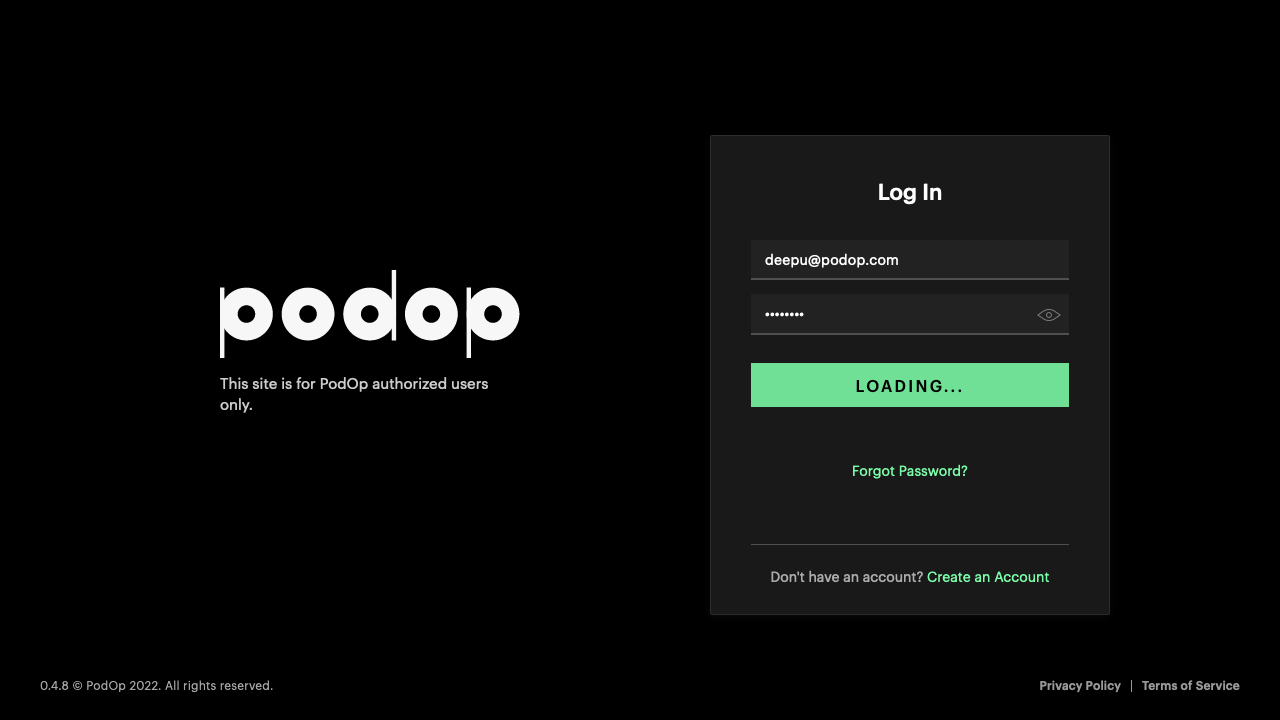 podop
This site is for PodOp authorized users
only.
Log In
deepu@podop.com
••••••••
LOADING...
Forgot Password?
Don't have an account? Create an Account
0.4.8 © PodOp 2022. All rights reserved.
Privacy Policy | Terms of Service